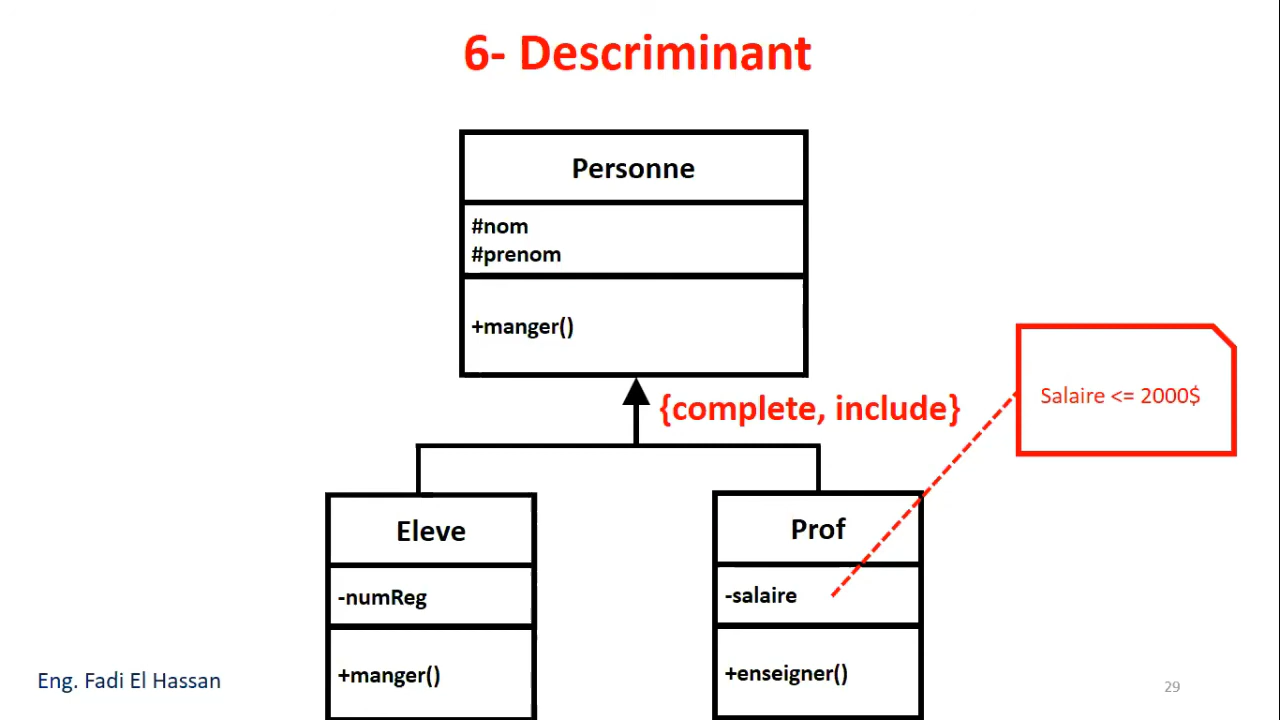 6- Descriminant
Personne
#nom
#prenom
+manger()
{complete, include}
Salaire <= 2000$
Eleve
-numReg
+manger()
Prof
-salaire
+enseigner()
Eng. Fadi El Hassan
29